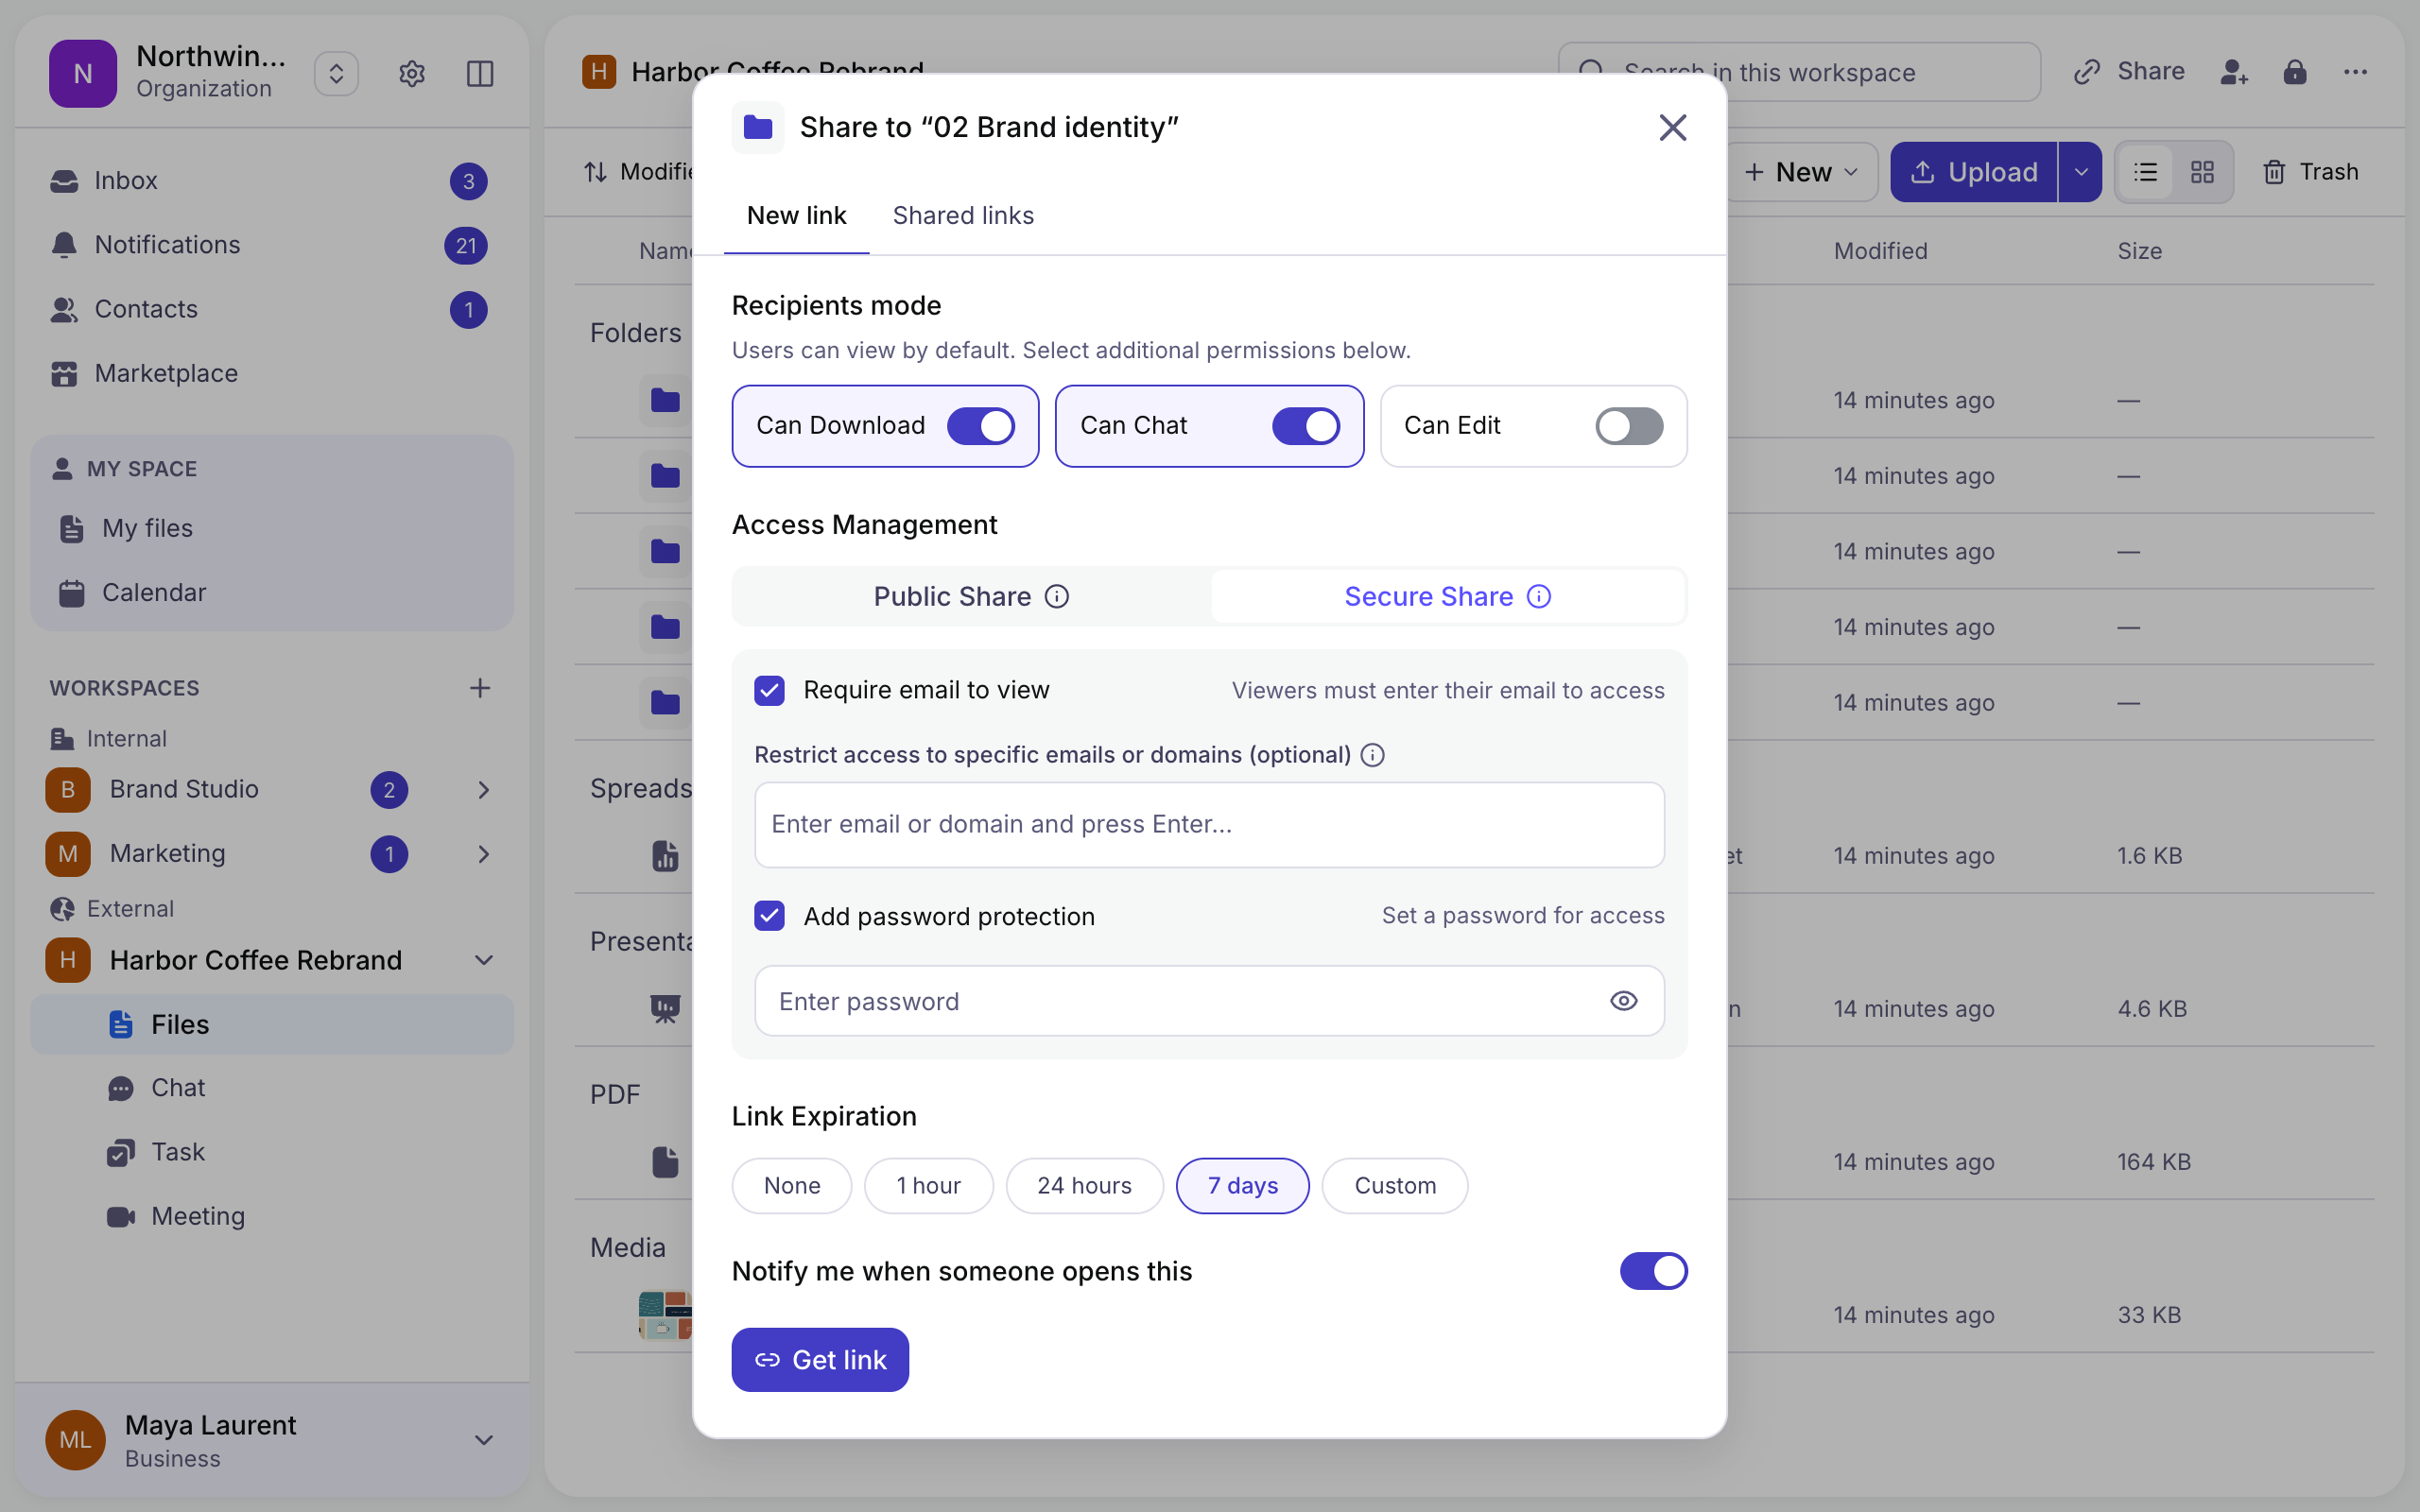 N
Northwin...
Organization
Inbox
3
Notifications
21
Contacts
1
Marketplace
MY SPACE
My files
Calendar
WORKSPACES
Internal
B
Brand Studio
2
M
Marketing
1
External
H
Harbor Coffee Rebrand
Files
Chat
Task
Meeting
ML
Maya Laurent
Business
H
Harbor Coffee Rebrand
Search in this workspace
Share
New
Upload
Trash
Modified
Size
Folders
14 minutes ago
—
14 minutes ago
—
14 minutes ago
—
14 minutes ago
—
14 minutes ago
—
14 minutes ago
1.6 KB
14 minutes ago
4.6 KB
PDF
14 minutes ago
164 KB
Media
14 minutes ago
33 KB
Share to “02 Brand identity”
New link
Shared links
Recipients mode
Users can view by default. Select additional permissions below.
Can Download
Can Chat
Can Edit
Access Management
Public Share
Secure Share
Require email to view
Viewers must enter their email to access
Restrict access to specific emails or domains (optional)
Enter email or domain and press Enter...
Add password protection
Set a password for access
Enter password
Link Expiration
None
1 hour
24 hours
7 days
Custom
Notify me when someone opens this
Get link